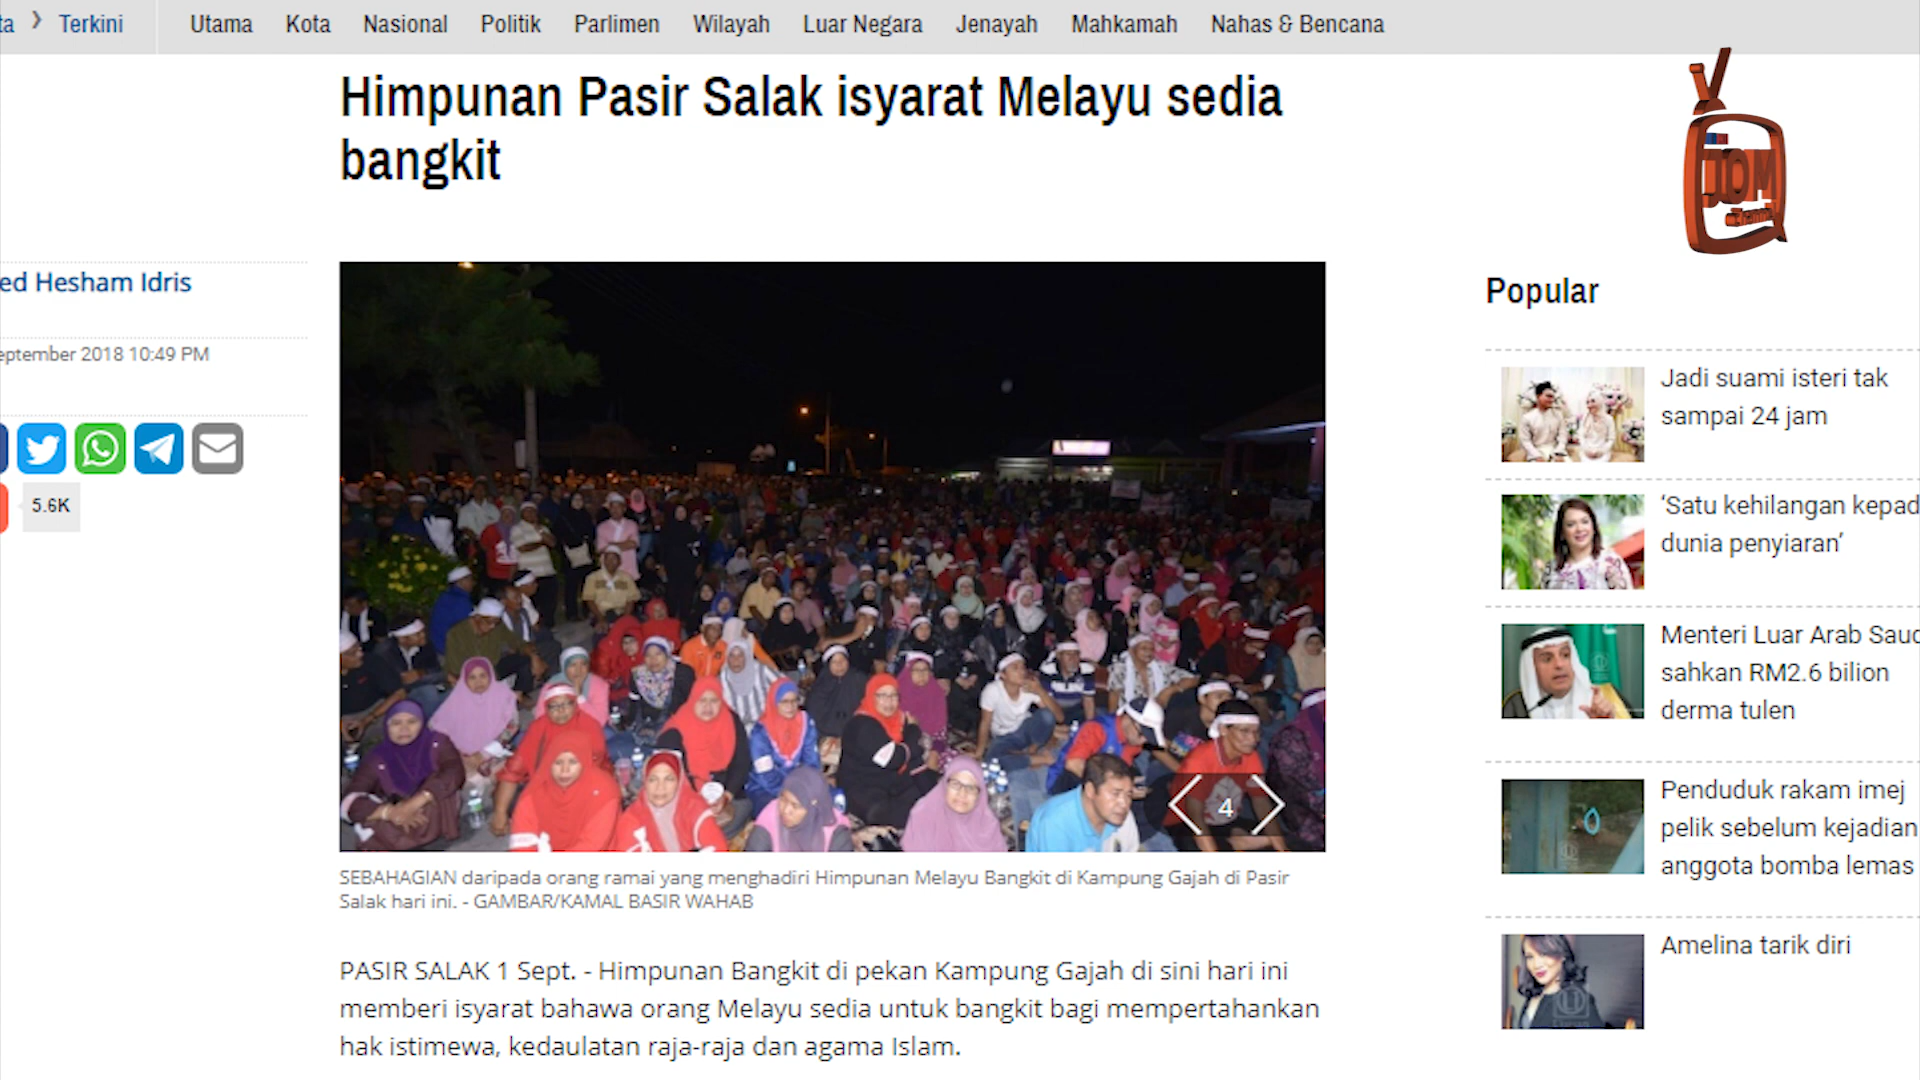 ta > Terkini Utama Kota Nasional Politik Parlimen Wilayah Luar Negara Jenayah Mahkamah Nahas & Bencana
Himpunan Pasir Salak isyarat Melayu sedia
bangkit
JOM
Channel
ed Hesham Idris
eptember 2018 10:49 PM
5.6K
4
SEBAHAGIAN daripada orang ramai yang menghadiri Himpunan Melayu Bangkit di Kampung Gajah di Pasir
Salak hari ini. - GAMBAR/KAMAL BASIR WAHAB
PASIR SALAK 1 Sept. - Himpunan Bangkit di pekan Kampung Gajah di sini hari ini
memberi isyarat bahawa orang Melayu sedia untuk bangkit bagi mempertahankan
hak istimewa, kedaulatan raja-raja dan agama Islam.
Popular
Jadi suami isteri tak
sampai 24 jam
‘Satu kehilangan kepad
dunia penyiaran’
Menteri Luar Arab Saud
sahkan RM2.6 bilion
derma tulen
Penduduk rakam imej
pelik sebelum kejadian
anggota bomba lemas
Amelina tarik diri